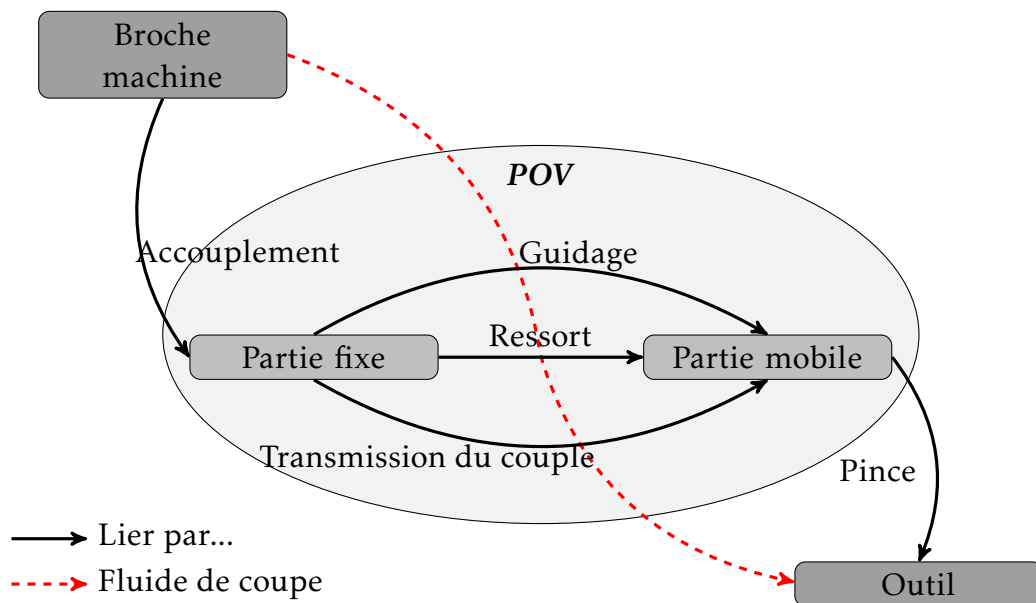 Broche
machine
POV
Accouplement
Guidage
Ressort
Partie fixe
Partie mobile
Transmission du couple
Pince
Lier par...
Fluide de coupe
Outil